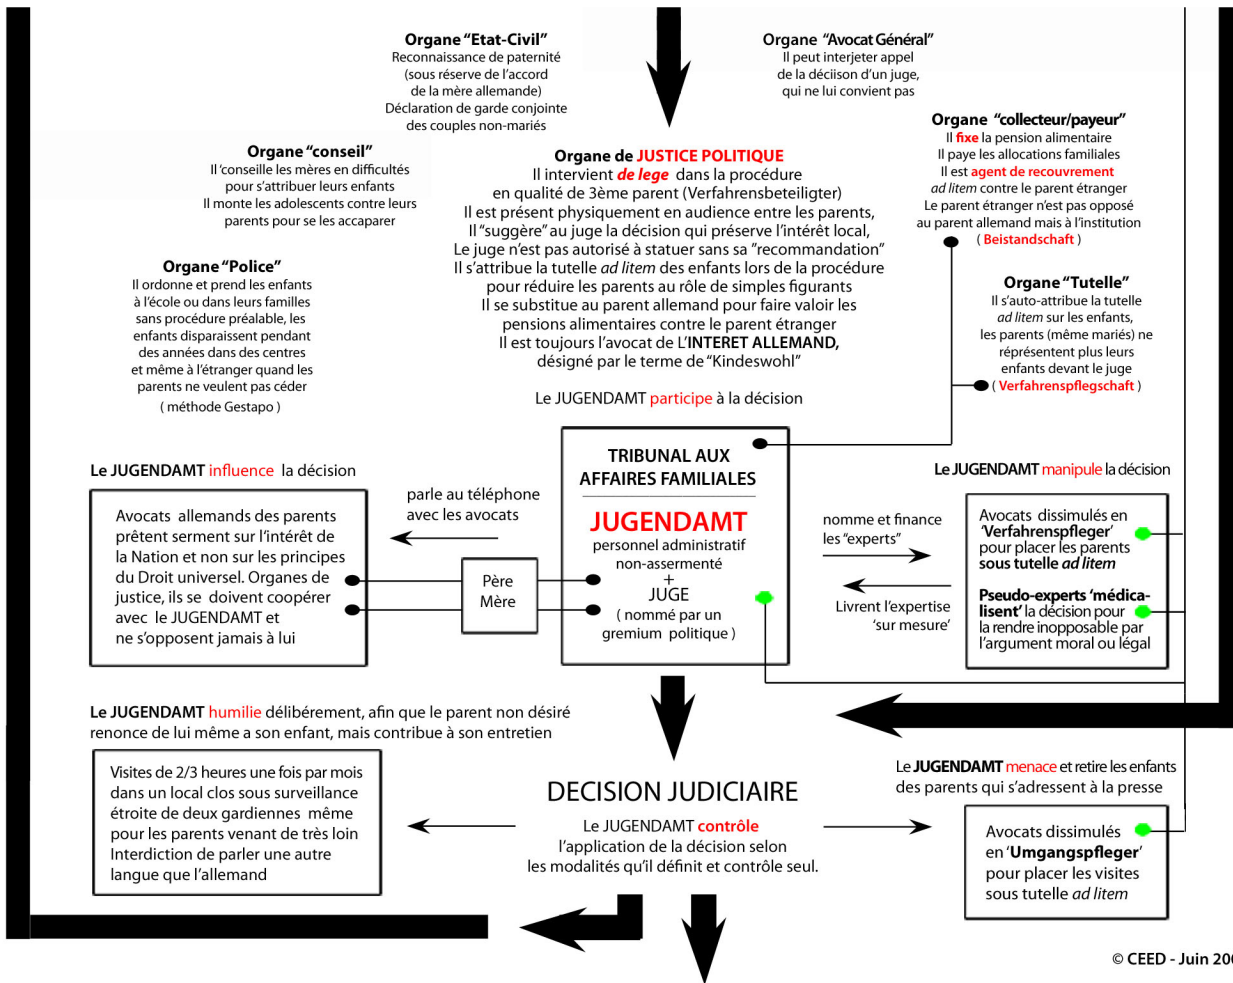 Organe “Etat-Civil”
Reconnaissance de paternité
(sous réserve de l’accord
de la mère allemande)
Déclaration de garde conjointe
des couples non-mariés
Organe “Avocat Général”
Il peut interjeter appel
de la déciison d’un juge,
qui ne lui convient pas
Organe “conseil”
Il ‘conseille les mères en difficultés
pour s’attribuer leurs enfants
Il monte les adolescents contre leurs
parents pour se les accaparer
Organe de JUSTICE POLITIQUE
Il intervient de lege dans la procédure
en qualité de 3ème parent (Verfahrensbeteiligter)
Il est présent physiquement en audience entre les parents,
Il “suggère” au juge la décision qui préserve l’intérêt local,
Le juge n’est pas autorisé à statuer sans sa ”recommandation”
Il s’attribue la tutelle ad litem des enfants lors de la procédure
pour réduire les parents au rôle de simples figurants
Il se substitue au parent allemand pour faire valoir les
pensions alimentaires contre le parent étranger
Il est toujours l’avocat de L’INTERET ALLEMAND,
désigné par le terme de “Kindeswohl”
Organe “collecteur/payeur”
Il fixe la pension alimentaire
Il paye les allocations familiales
Il est agent de recouvrement
ad litem contre le parent étranger
Le parent étranger n’est pas opposé
au parent allemand mais à l’institution
( Beistandschaft )
Organe “Police”
Il ordonne et prend les enfants
à l’école ou dans leurs familles
sans procédure préalable, les
enfants disparaissent pendant
des années dans des centres
et même à l’étranger quand les
parents ne veulent pas céder
( méthode Gestapo )
Organe “Tutelle”
Il s’auto-attribue la tutelle
ad litem sur les enfants,
les parents (même mariés) ne
réprésentent plus leurs
enfants devant le juge
( Verfahrenspflegschaft )
Le JUGENDAMT participe à la décision
Le JUGENDAMT influence la décision
Avocats allemands des parents
prêtent serment sur l’intérêt de
la Nation et non sur les principes
du Droit universel. Organes de
justice, ils se doivent coopérer
avec le JUGENDAMT et
ne s’opposent jamais à lui
parle au téléphone
avec les avocats
Père
Mère
TRIBUNAL AUX
AFFAIRES FAMILIALES
JUGENDAMT
personnel administratif
non-assermenté
+
JUGE
( nommé par un
gremium politique )
nomme et finance
les “experts”
Livrent l’expertise
‘sur mesure’
Le JUGENDAMT manipule la décision
Avocats dissimulés en
‘Verfahrenspfleger’
pour placer les parents
sous tutelle ad litem
Pseudo-experts ‘médica-
lisent’ la décision pour
la rendre inopposable par
l’argument moral ou légal
Le JUGENDAMT humilie délibérement, afin que le parent non désiré
renonce de lui même a son enfant, mais contribue à son entretien
Visites de 2/3 heures une fois par mois
dans un local clos sous surveillance
étroite de deux gardiennes même
pour les parents venant de très loin
Interdiction de parler une autre
langue que l’allemand
DECISION JUDICIAIRE
Le JUGENDAMT contrôle
l’application de la décision selon
les modalités qu’il définit et contrôle seul.
Le JUGENDAMT menace et retire les enfants
des parents qui s’adressent à la presse
Avocats dissimulés
en ‘Umgangspfleger’
pour placer les visites
sous tutelle ad litem
© CEED - Juin 200